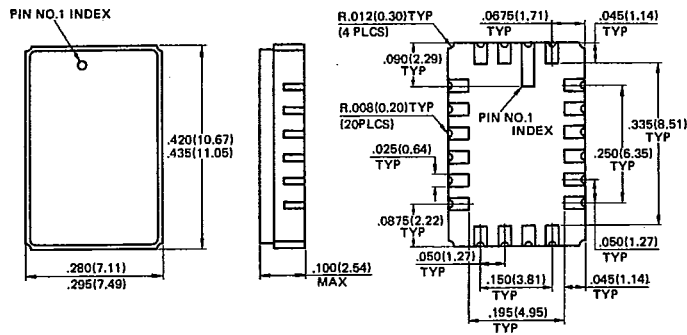 PIN NO.1 INDEX
.420(10.67)
.435(11.05)
.280(7.11)
.295(7.49)
.100(2.54)
MAX
R.012(0.30)TYP
(4 PLCS)
.0675(1,71)
TYP
.045(1.14)
TYP
.090(2.29)
TYP
R.008(0.20)TYP
(20PLCS)
PIN NO.1
INDEX
.335(8.51)
TYP
.250(6.35)
TYP
.025(0.64)
TYP
.0875(2.22)
TYP
.050(1,27)
TYP
.050(1.27)
TYP
.150(3.81)
TYP
.045(1.14)
TYP
.195(4.95)
TYP